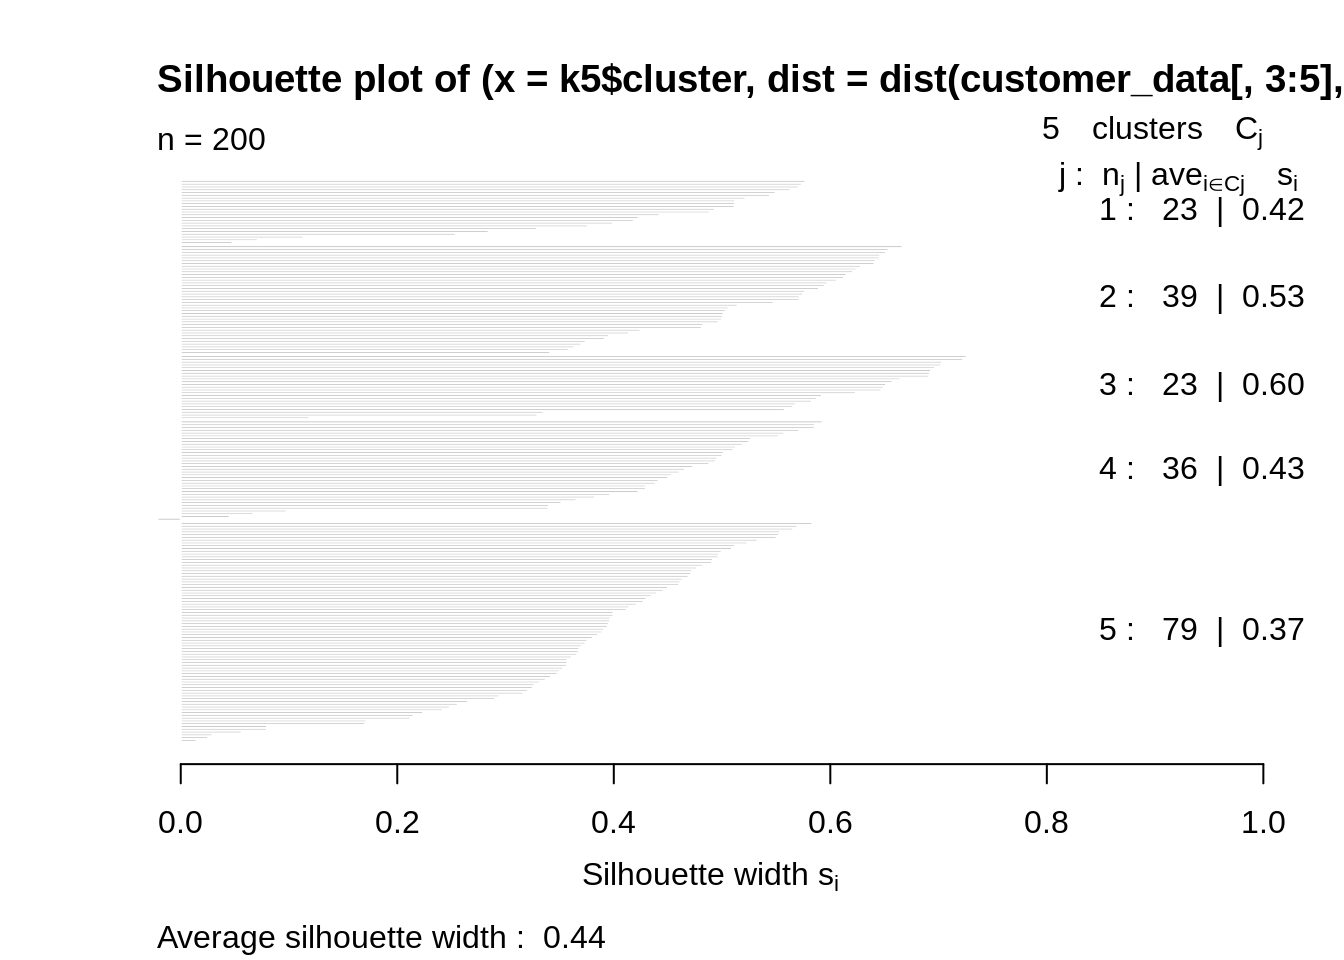 Silhouette plot of (x = k5$cluster, dist = dist(customer_data[, 3:5],
n = 200
5 clusters Cj
j : nj | avei∈Cj si
1 : 23 | 0.42
2 : 39 | 0.53
3 : 23 | 0.60
4 : 36 | 0.43
5 : 79 | 0.37
0.0 0.2 0.4 0.6 0.8 1.0
Silhouette width si
Average silhouette width : 0.44